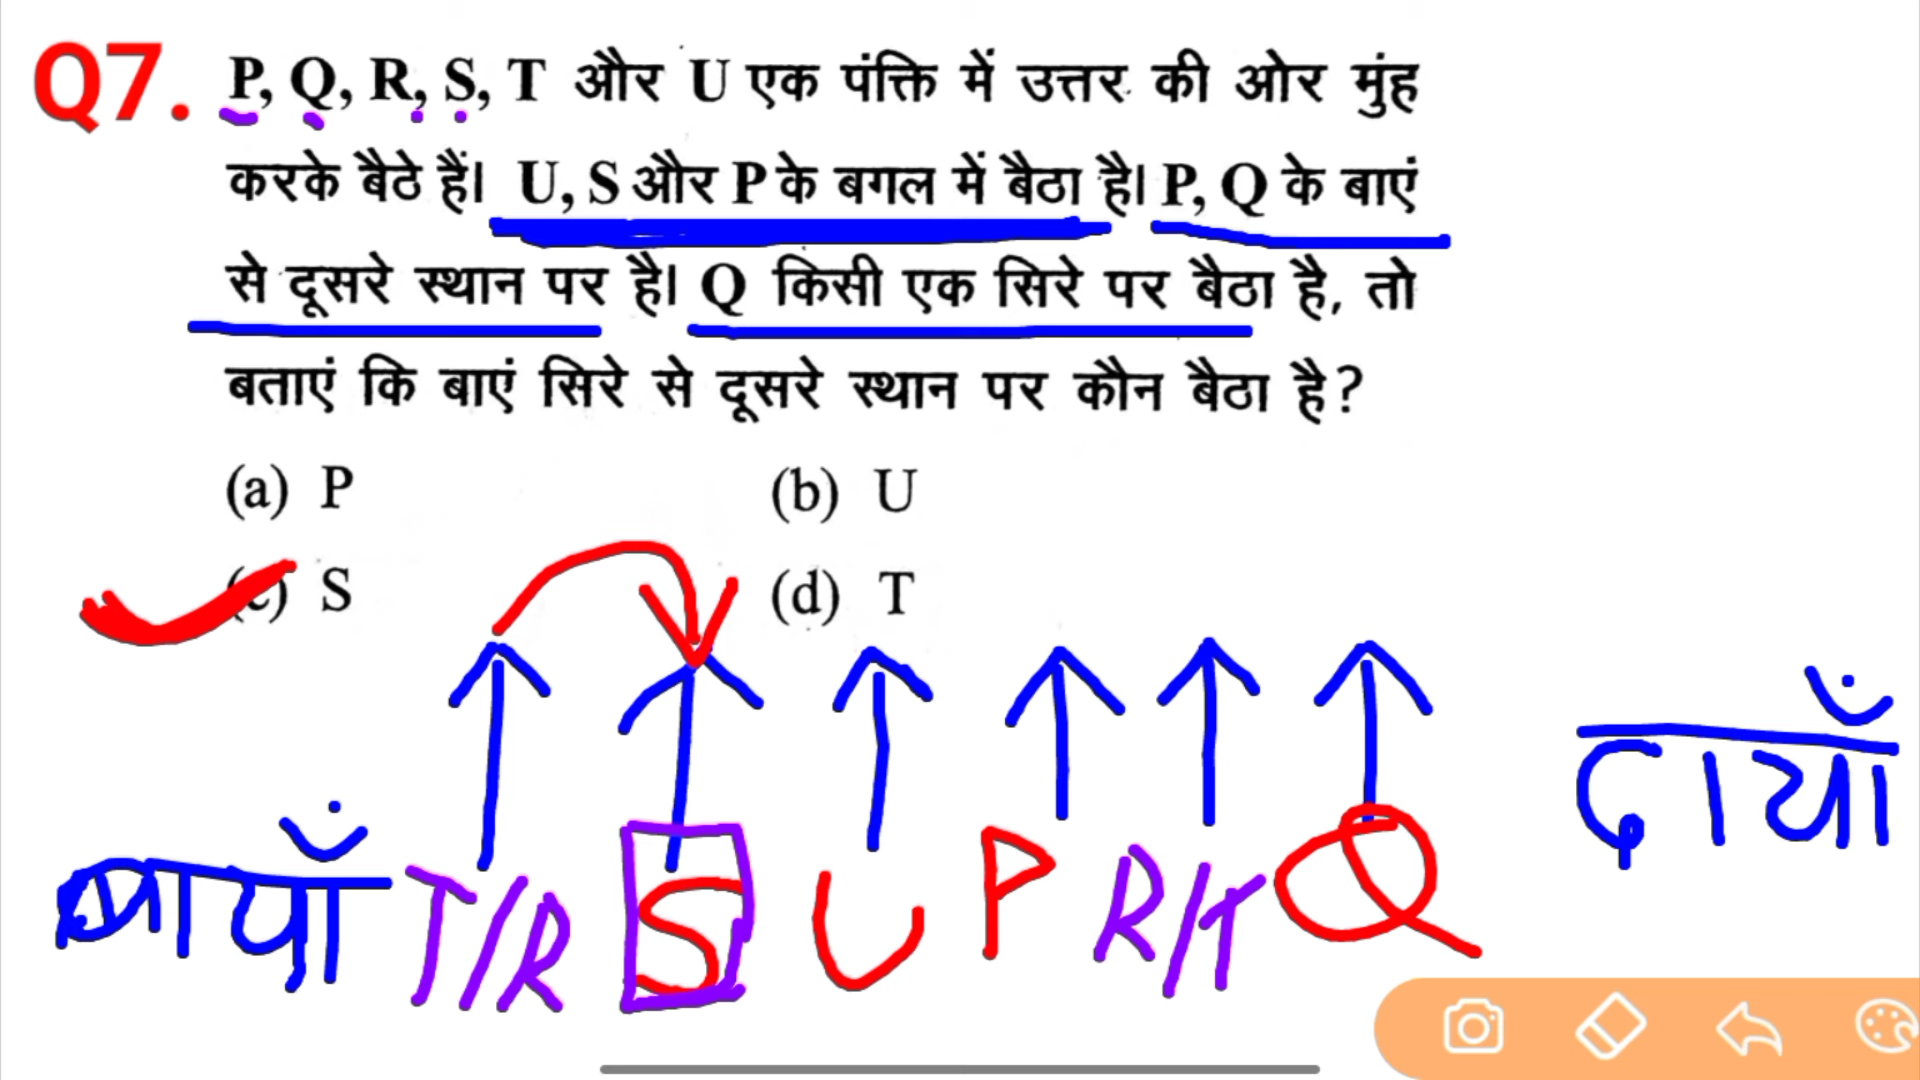 Q7. P, Q, R, S, T और U एक पंक्ति में उत्तर की ओर मुंह
करके बैठे हैं। U, S और P के बगल में बैठा है। P, Q के बाएं
से दूसरे स्थान पर है। Q किसी एक सिरे पर बैठा है, तो
बताएं कि बाएं सिरे से दूसरे स्थान पर कौन बैठा है?
(a) P (b) U
(c) S (d) T
बायाँ T/R S U P R/T Q दायाँ